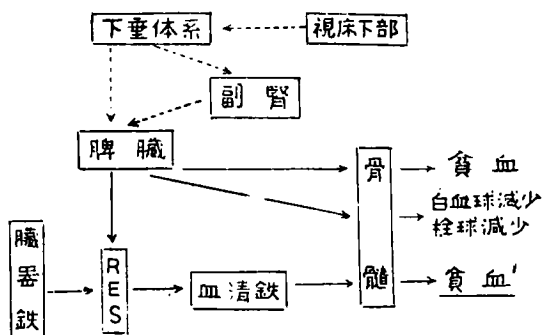 下垂体系
視床下部
副腎
脾臓
骨髄
貧血
白血球減少
栓球減少
臓器鉄
RES
血清鉄
貧血'